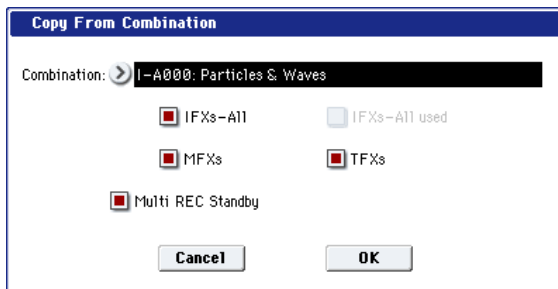 Copy From Combination
Combination: I-A000: Particles & Waves
IFXs-All IFXs-All used
MFXs TFXs
Multi REC Standby
Cancel OK